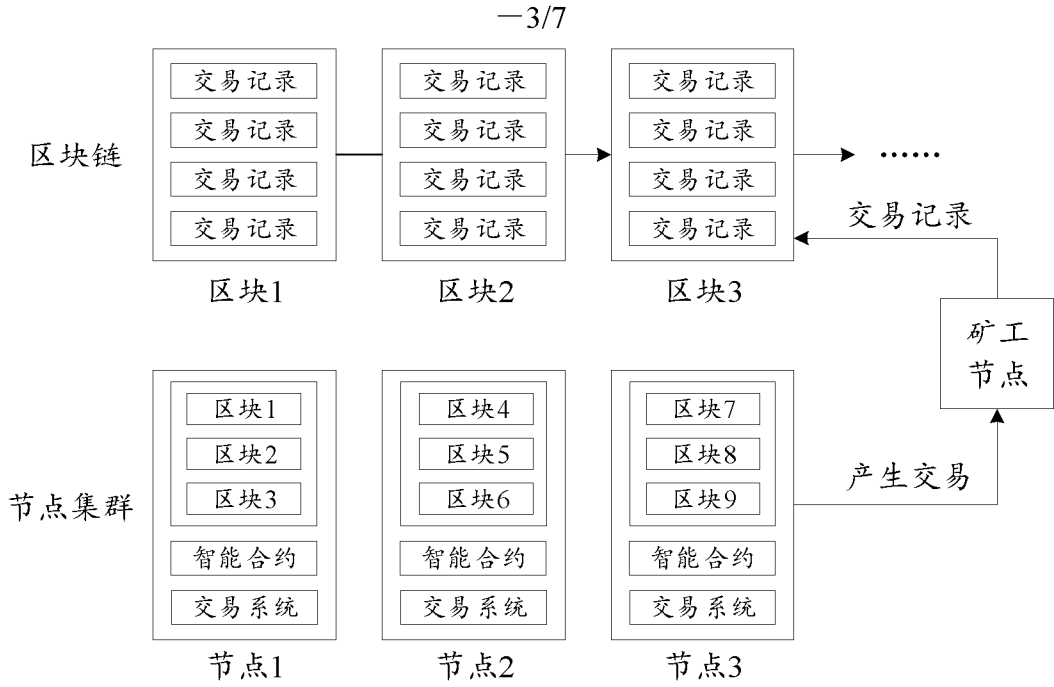 —3/7
交易记录 交易记录 交易记录
交易记录 交易记录 交易记录
区块链 ……
交易记录 交易记录 交易记录
交易记录 交易记录 交易记录 交易记录
区块1 区块2 区块3
矿工
节点
区块1 区块4 区块7
区块2 区块5 区块8
产生交易
区块3 区块6 区块9
节点集群
智能合约 智能合约 智能合约
交易系统 交易系统 交易系统
节点1 节点2 节点3